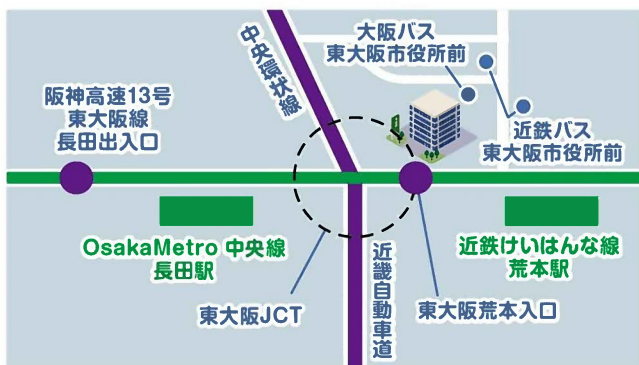 大阪バス
東大阪市役所前
中央環状線
阪神高速13号
東大阪線
長田出入口
近鉄バス
東大阪市役所前
OsakaMetro 中央線
長田駅
近鉄けいはんな線
荒本駅
近畿自動車道
東大阪JCT
東大阪荒本入口